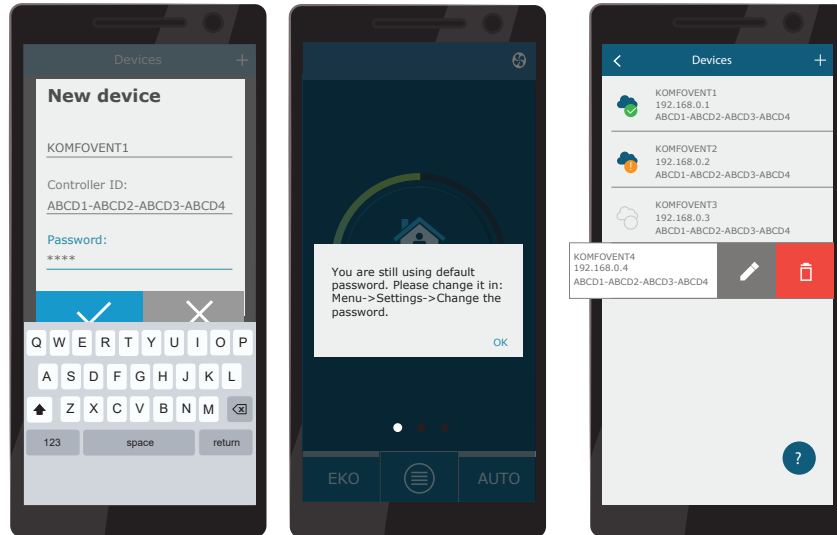 Devices +
New device
KOMFOVENT1
Controller ID:
ABCD1-ABCD2-ABCD3-ABCD4
Password:
****
Q W E R T Y U I O P
A S D F G H J K L
Z X C V B N M
123 space return
You are still using default
password. Please change it in:
Menu->Settings->Change the
password.
OK
EKO AUTO
Devices +
KOMFOVENT1
192.168.0.1
ABCD1-ABCD2-ABCD3-ABCD4
KOMFOVENT2
192.168.0.2
ABCD1-ABCD2-ABCD3-ABCD4
KOMFOVENT3
192.168.0.3
ABCD1-ABCD2-ABCD3-ABCD4
KOMFOVENT4
192.168.0.4
ABCD1-ABCD2-ABCD3-ABCD4
?